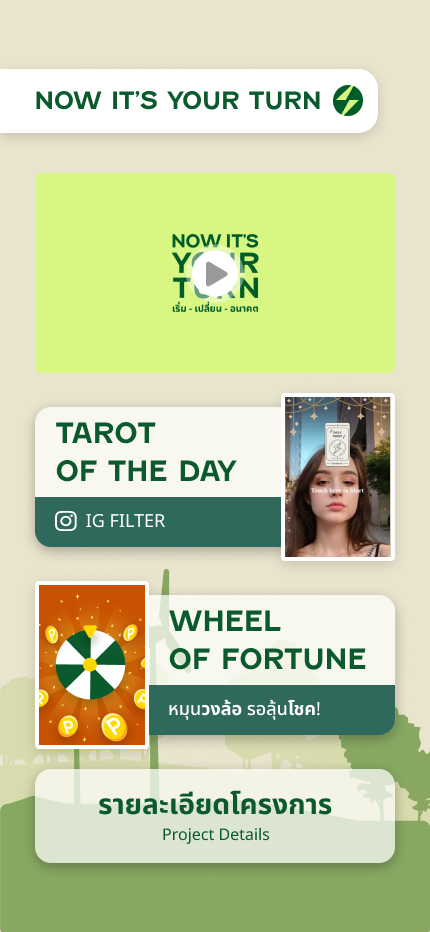 NOW IT'S YOUR TURN
NOW IT'S
YOUR
TURN
เริ่ม - เปลี่ยน - อนาคต
TAROT
OF THE DAY
IG FILTER
DAILY
TAROT
Touch here to Start
WHEEL
OF FORTUNE
หมุนวงล้อ รอลุ้นโชค!
P
P
P
P
P
P
รายละเอียดโครงการ
Project Details